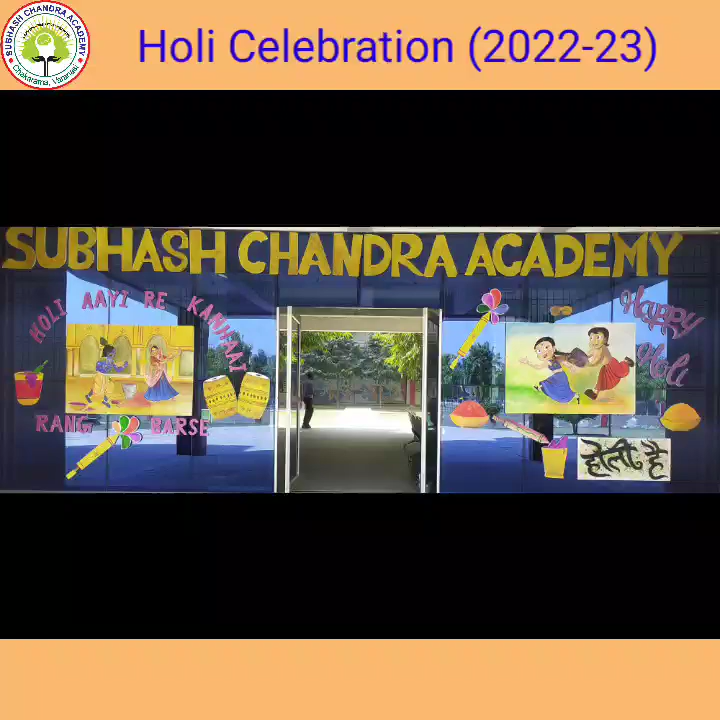 SUBHASH CHANDRA ACADEMY
Chakarama, Varanasi
Holi Celebration (2022-23)
SUBHASH CHANDRA ACADEMY
HOLI AAYI RE KANHAAI
RANG BARSE
Happy
Holi
होली है